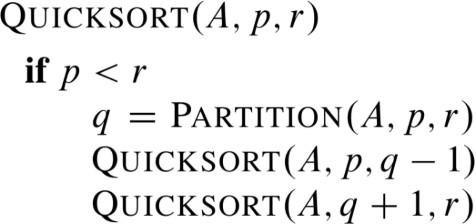 QUICKSORT(A, p, r)
if p < r
q = PARTITION(A, p, r)
QUICKSORT(A, p, q − 1)
QUICKSORT(A, q + 1, r)